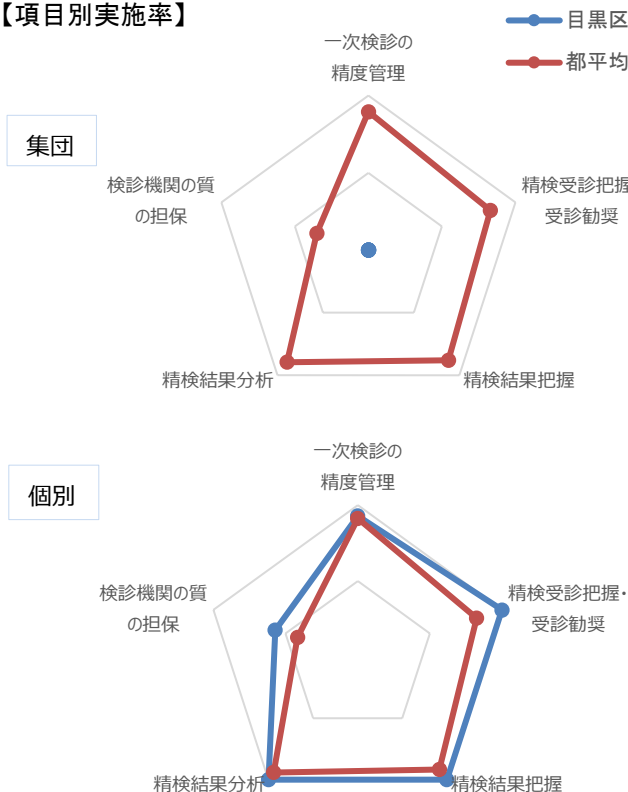 【項目別実施率】
目黒区
都平均
集団
一次検診の
精度管理
検診機関の質
の担保
精検受診把握
受診勧奨
精検結果分析
精検結果把握
個別
一次検診の
精度管理
検診機関の質
の担保
精検受診把握・
受診勧奨
精検結果分析
精検結果把握